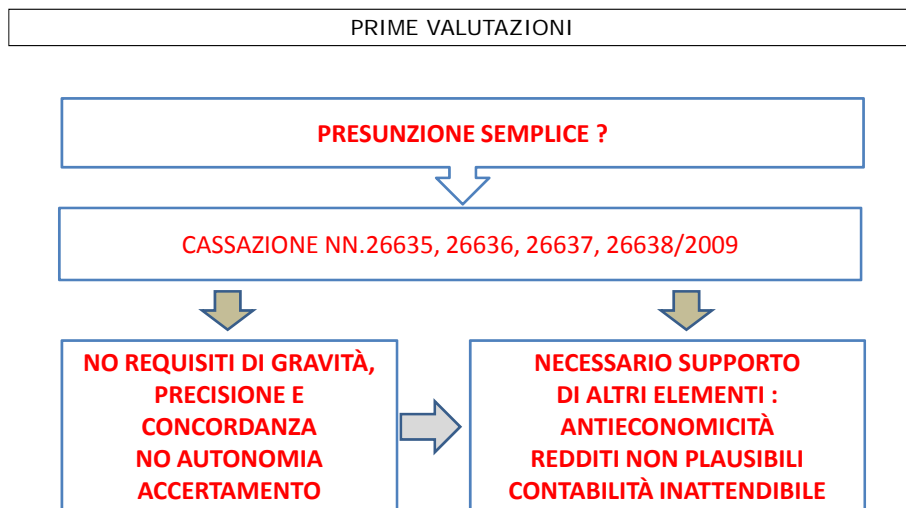 PRIME VALUTAZIONI
PRESUNZIONE SEMPLICE ?
CASSAZIONE NN.26635, 26636, 26637, 26638/2009
NO REQUISITI DI GRAVITÀ,
PRECISIONE E
CONCORDANZA
NO AUTONOMIA
ACCERTAMENTO
NECESSARIO SUPPORTO
DI ALTRI ELEMENTI :
ANTIECONOMICITÀ
REDDITI NON PLAUSIBILI
CONTABILITÀ INATTENDIBILE